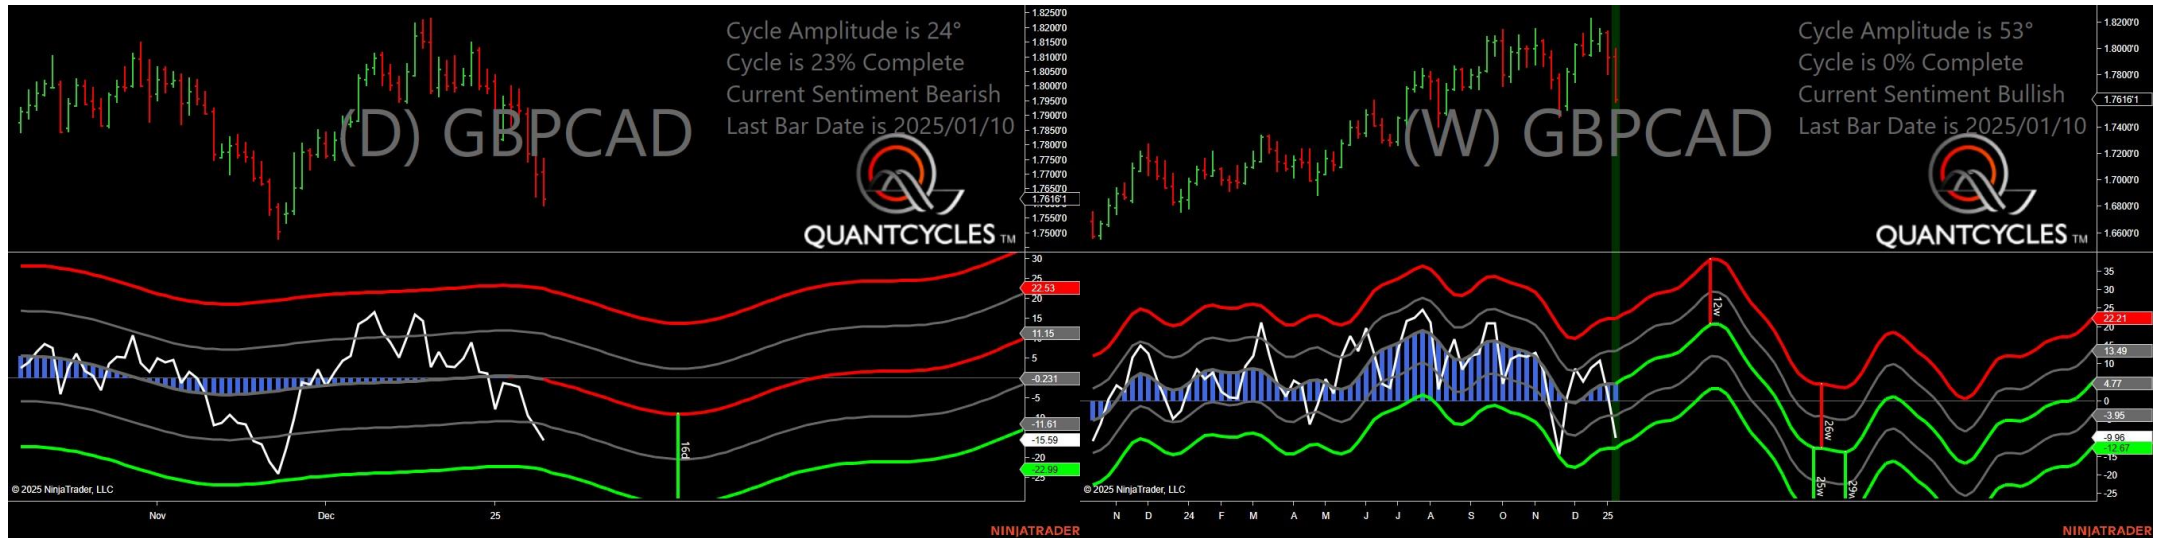 Cycle Amplitude is 24°
Cycle is 23% Complete
Current Sentiment Bearish
Last Bar Date is 2025/01/10
(D) GBPCAD
QUANTCYCLES TM
1.8250'0
1.8200'0
1.8150'0
1.8100'0
1.8050'0
1.8000'0
1.7950'0
1.7900'0
1.7850'0
1.7800'0
1.7750'0
1.7700'0
1.7650'0
1.7616'1
1.7550'0
1.7500'0
30
25
22.53
20
15
11.15
5
-0.231
-5
-11.61
-15.59
-20
-22.99
-25
16d
© 2025 NinjaTrader, LLC
Nov
Dec
25
NINJATRADER
Cycle Amplitude is 53°
Cycle is 0% Complete
Current Sentiment Bullish
Last Bar Date is 2025/01/10
(W) GBPCAD
QUANTCYCLES TM
1.8200'0
1.8000'0
1.7800'0
1.7616'1
1.7400'0
1.7200'0
1.7000'0
1.6800'0
1.6600'0
35
30
25
22.21
20
13.49
10
4.77
0
-3.95
-9.96
-12.67
-15
-20
-25
12w
26w
25w
29w
© 2025 NinjaTrader, LLC
N
D
24
F
M
A
M
J
J
A
S
O
N
D
25
NINJATRADER